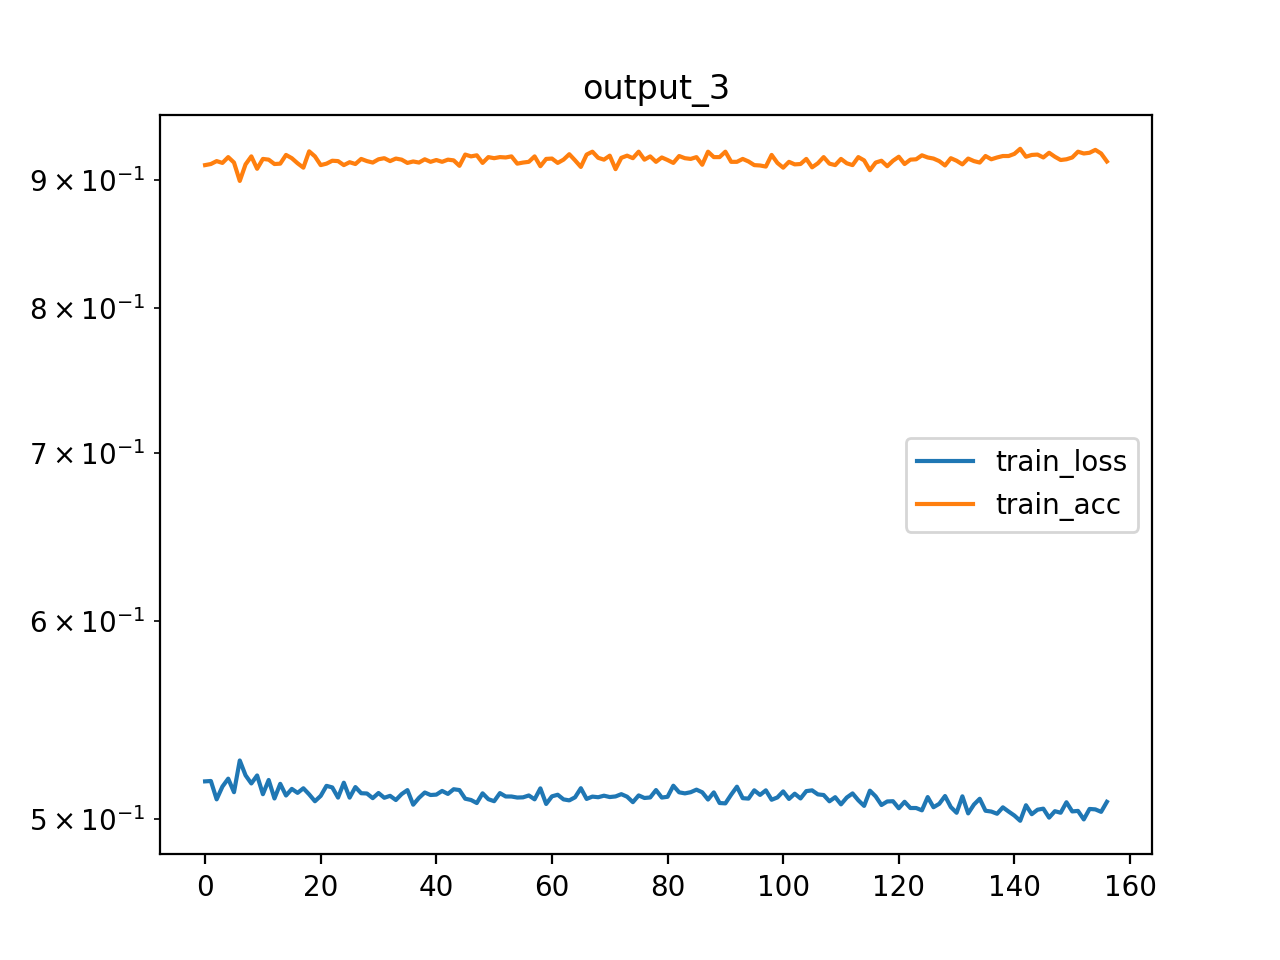 output_3
9 × 10⁻¹
8 × 10⁻¹
7 × 10⁻¹
6 × 10⁻¹
5 × 10⁻¹
train_loss
train_acc
0 20 40 60 80 100 120 140 160